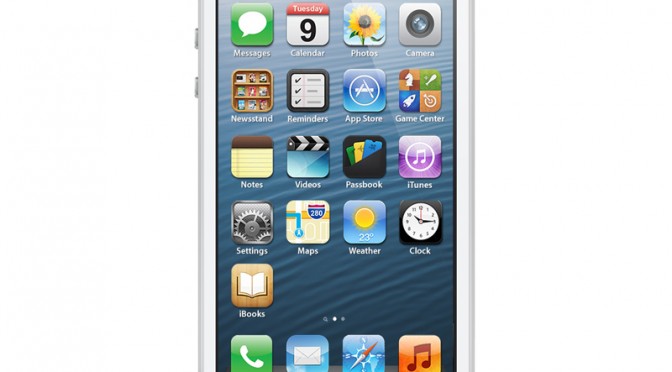 Tuesday
9
Messages Calendar Photos Camera
Newsstand Reminders App Store Game Center
280
23°
Notes Videos Passbook iTunes
Settings Maps Weather Clock
iBooks